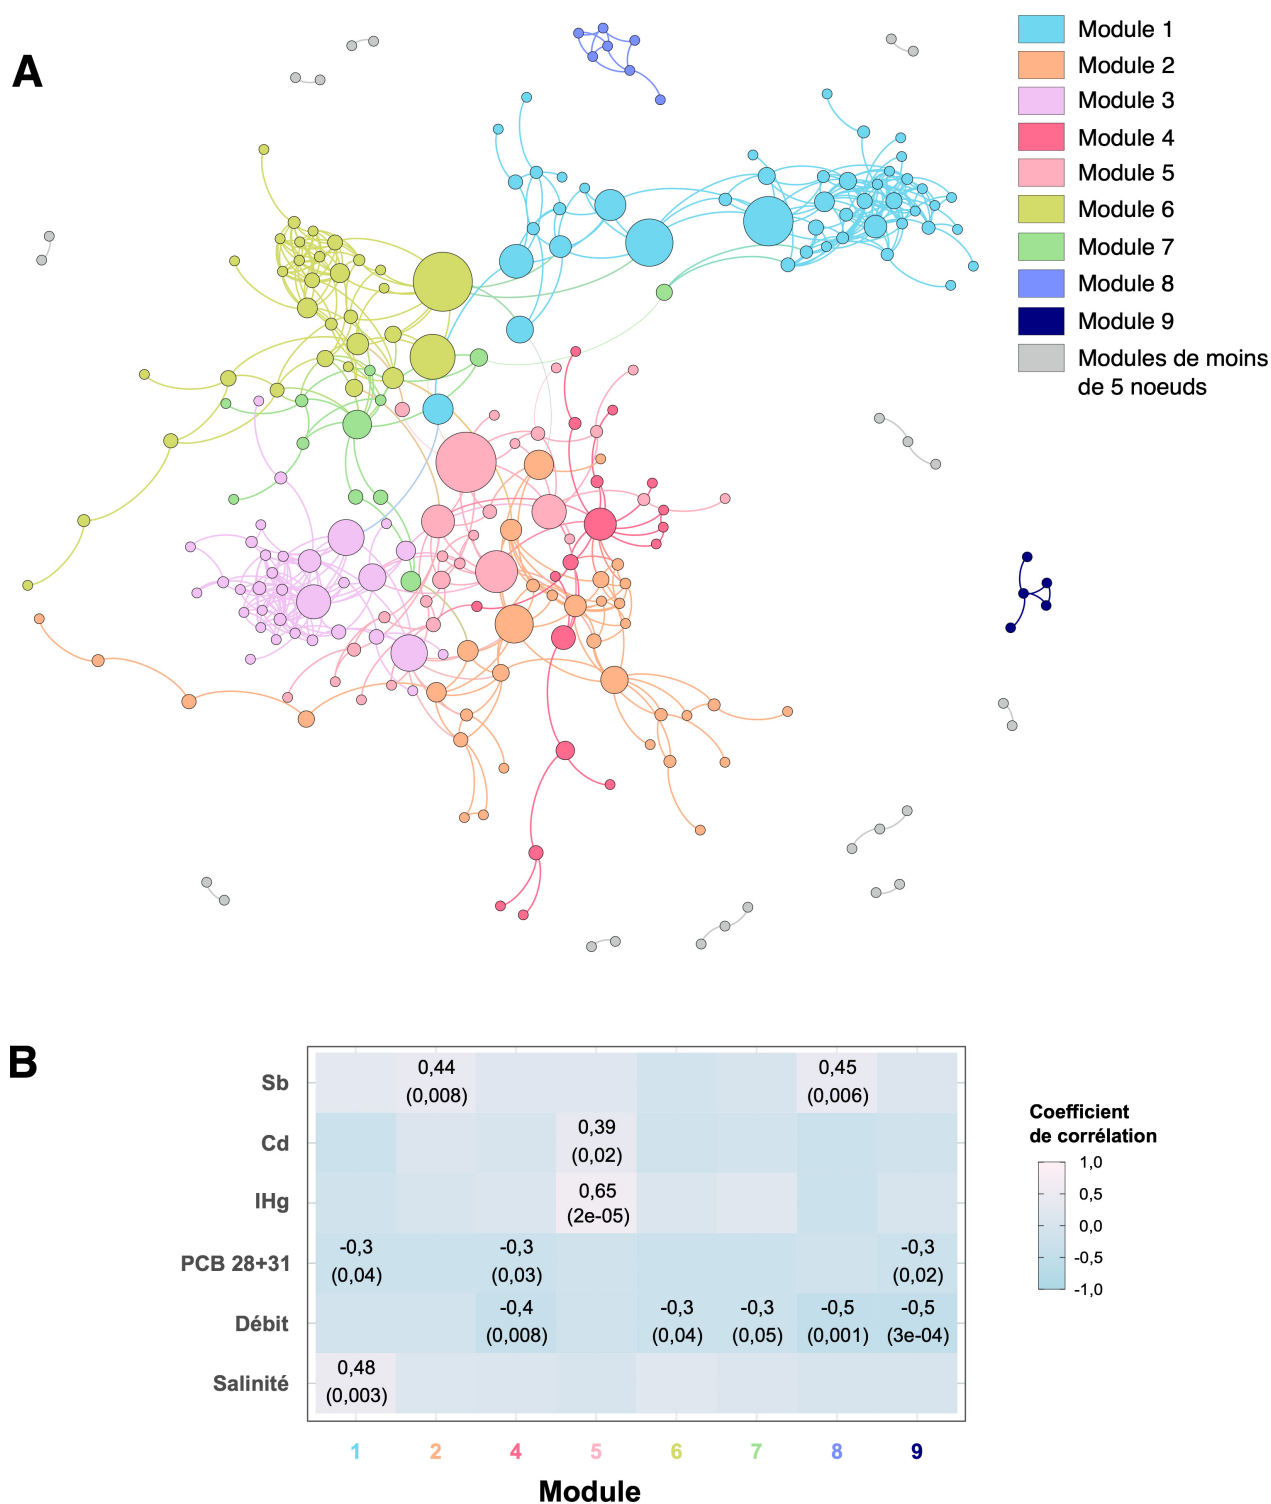 A
Module 1
Module 2
Module 3
Module 4
Module 5
Module 6
Module 7
Module 8
Module 9
Modules de moins
de 5 noeuds
B
Sb
0,44
(0,008)
0,45
(0,006)
Cd
0,39
(0,02)
IHg
0,65
(2e-05)
PCB 28+31
-0,3
(0,04)
-0,3
(0,03)
-0,3
(0,02)
Débit
-0,4
(0,008)
-0,3
(0,04)
-0,3
(0,05)
-0,5
(0,001)
-0,5
(3e-04)
Salinité
0,48
(0,003)
1 2 4 5 6 7 8 9
Module
Coefficient
de corrélation
1,0
0,5
0,0
-0,5
-1,0